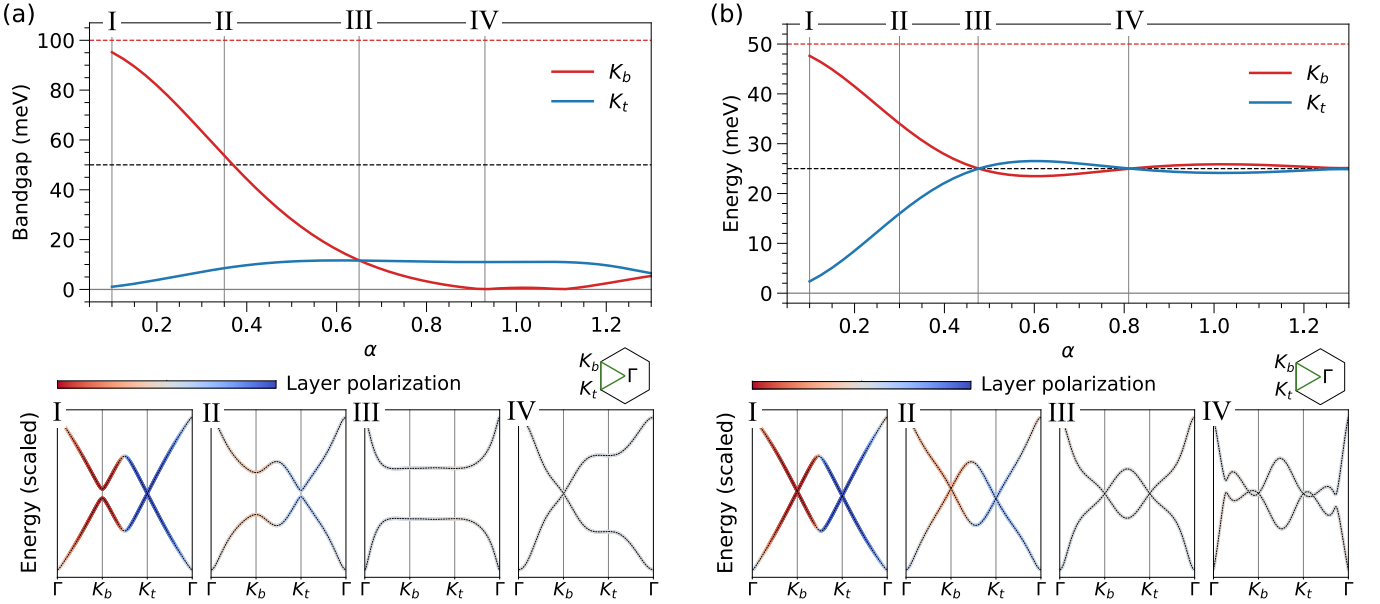 (a)
I II III IV
Bandgap (meV)
100
80
60
40
20
0
K_b
K_t
0.2 0.4 0.6 0.8 1.0 1.2
α
Layer polarization
K_b
K_t
Γ
Energy (scaled)
I II III IV
Γ K_b K_t Γ K_b K_t Γ K_b K_t Γ K_b K_t Γ
(b)
I II III IV
Energy (meV)
50
40
30
20
10
0
K_b
K_t
0.2 0.4 0.6 0.8 1.0 1.2
α
Layer polarization
K_b
K_t
Γ
Energy (scaled)
I II III IV
Γ K_b K_t Γ K_b K_t Γ K_b K_t Γ K_b K_t Γ